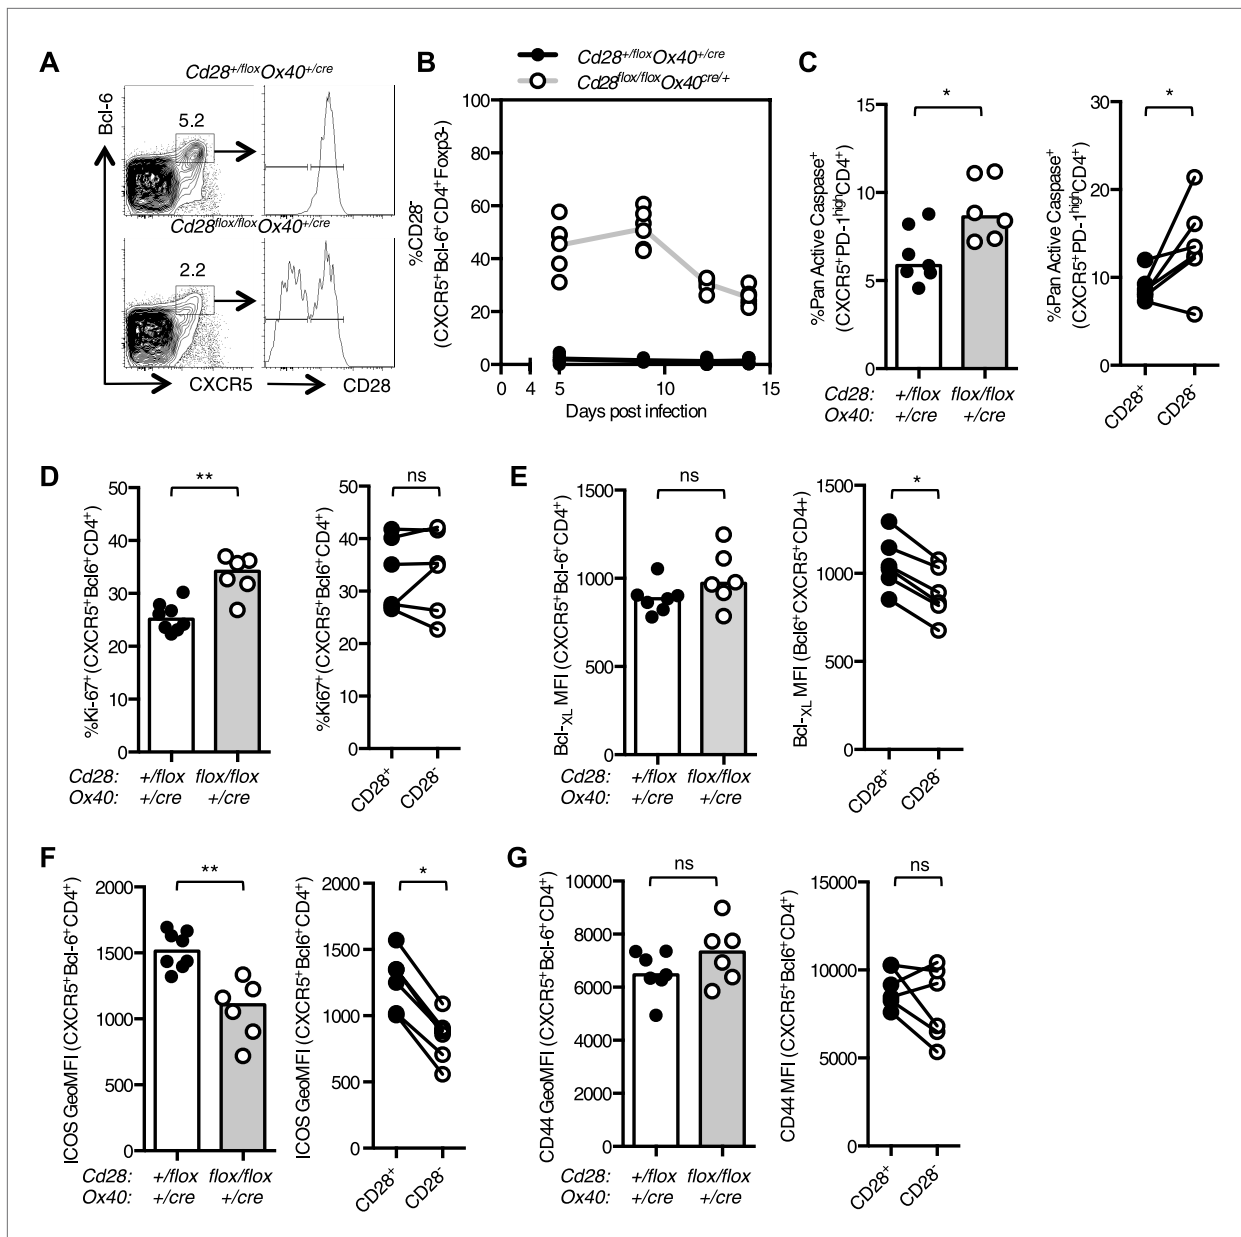 A
Cd28+/floxOx40+/cre
Bcl-6
5.2
Cd28flox/floxOx40+/cre
2.2
CXCR5
CD28
B
Cd28+/floxOx40+/cre
Cd28flox/floxOx40cre/+
%CD28-
(CXCR5+Bcl-6+CD4+Foxp3-)
100
80
60
40
20
0
0 4 5 10 15
Days post infection
C
%Pan Active Caspase+
(CXCR5+PD-1highCD4+)
15
10
5
0
*
Cd28: +/flox flox/flox
Ox40: +/cre +/cre
%Pan Active Caspase+
(CXCR5+PD-1highCD4+)
30
20
10
0
*
CD28+
CD28-
D
%Ki-67+(CXCR5+Bcl6+CD4+)
50
40
30
20
10
0
**
Cd28: +/flox flox/flox
Ox40: +/cre +/cre
%Ki67+(CXCR5+Bcl6+CD4+)
50
40
30
20
10
0
ns
CD28+
CD28-
E
Bcl-XL MFI (CXCR5+Bcl-6+CD4+)
1500
1000
500
0
ns
Cd28: +/flox flox/flox
Ox40: +/cre +/cre
Bcl-XL MFI (Bcl6+CXCR5+CD4+)
1500
1000
500
0
*
CD28+
CD28-
F
ICOS GeoMFI (CXCR5+Bcl-6+CD4+)
2000
1500
1000
500
0
**
Cd28: +/flox flox/flox
Ox40: +/cre +/cre
ICOS GeoMFI (CXCR5+Bcl6+CD4+)
2000
1500
1000
500
0
*
CD28+
CD28-
G
CD44 GeoMFI (CXCR5+Bcl-6+CD4+)
10000
8000
6000
4000
2000
0
ns
Cd28: +/flox flox/flox
Ox40: +/cre +/cre
CD44 MFI (CXCR5+Bcl6+CD4+)
15000
10000
5000
0
ns
CD28+
CD28-